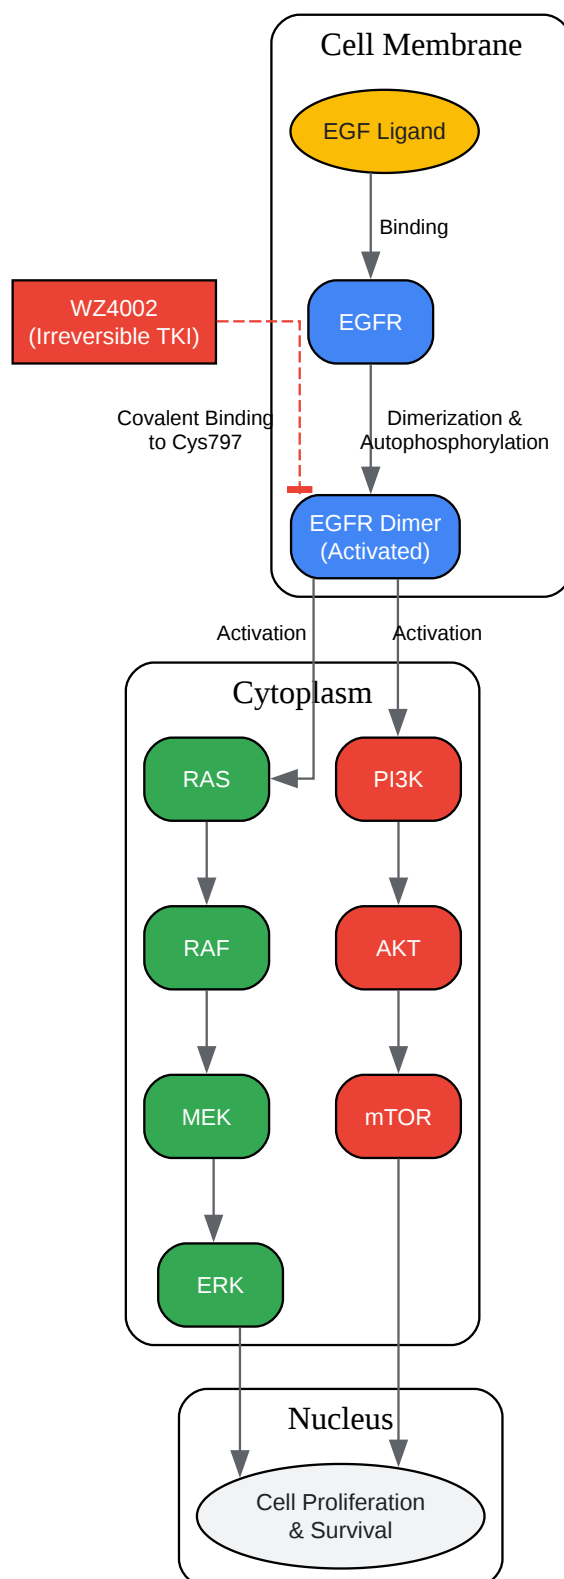 Cell Membrane
EGF Ligand
Binding
WZ4002
(Irreversible TKI)
EGFR
Covalent Binding
to Cys797
Dimerization &
Autophosphorylation
EGFR Dimer
(Activated)
Activation
Activation
Cytoplasm
RAS
PI3K
RAF
AKT
MEK
mTOR
ERK
Nucleus
Cell Proliferation
& Survival